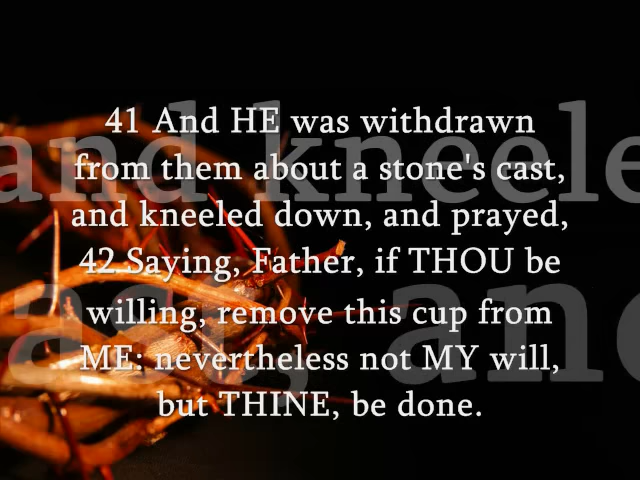 41 And HE was withdrawn
from them about a stone's cast,
and kneeled down, and prayed,
42 Saying, Father, if THOU be
willing, remove this cup from
ME: nevertheless not MY will,
but THINE, be done.